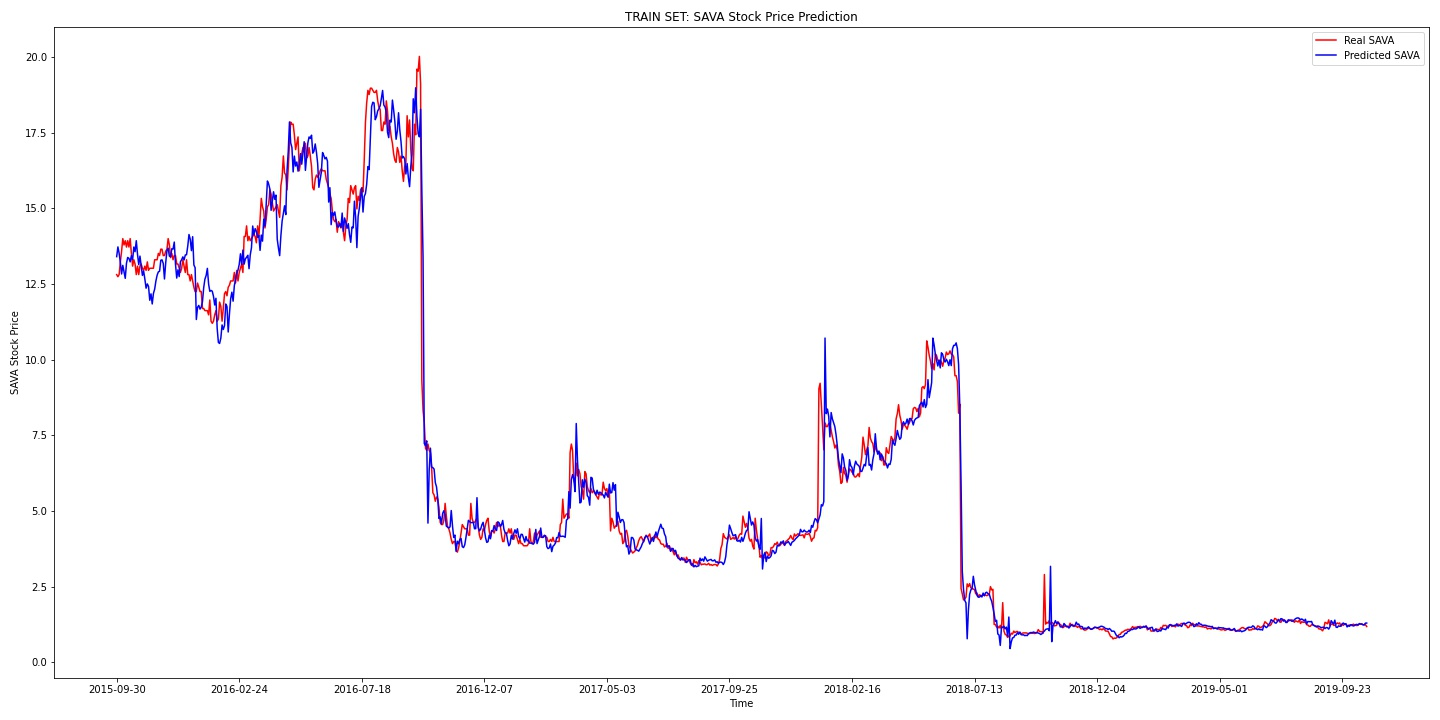 TRAIN SET: SAVA Stock Price Prediction
Real SAVA
Predicted SAVA
SAVA Stock Price
20.0
17.5
15.0
12.5
10.0
7.5
5.0
2.5
0.0
2015-09-30 2016-02-24 2016-07-18 2016-12-07 2017-05-03 2017-09-25 2018-02-16 2018-07-13 2018-12-04 2019-05-01 2019-09-23
Time